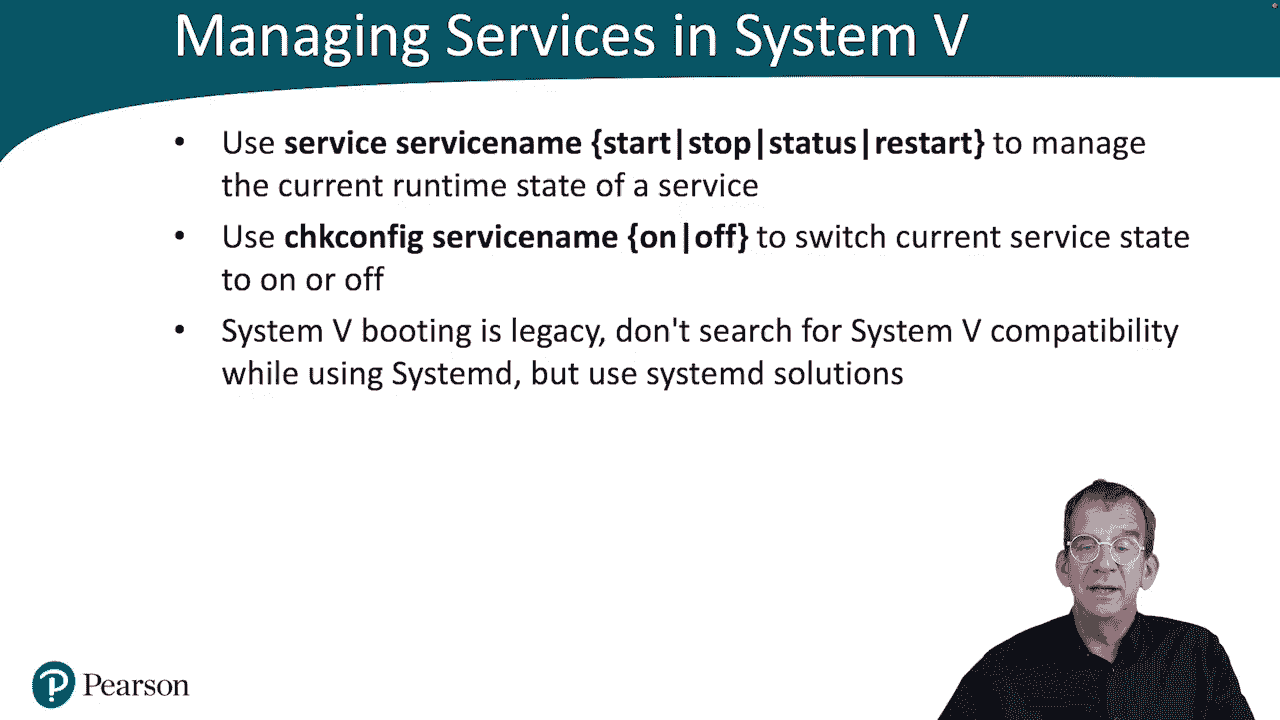 Managing Services in System V
• Use service servicename {start|stop|status|restart} to manage
the current runtime state of a service
• Use chkconfig servicename {on|off} to switch current service state
to on or off
• System V booting is legacy, don't search for System V compatibility
while using Systemd, but use systemd solutions
Pearson